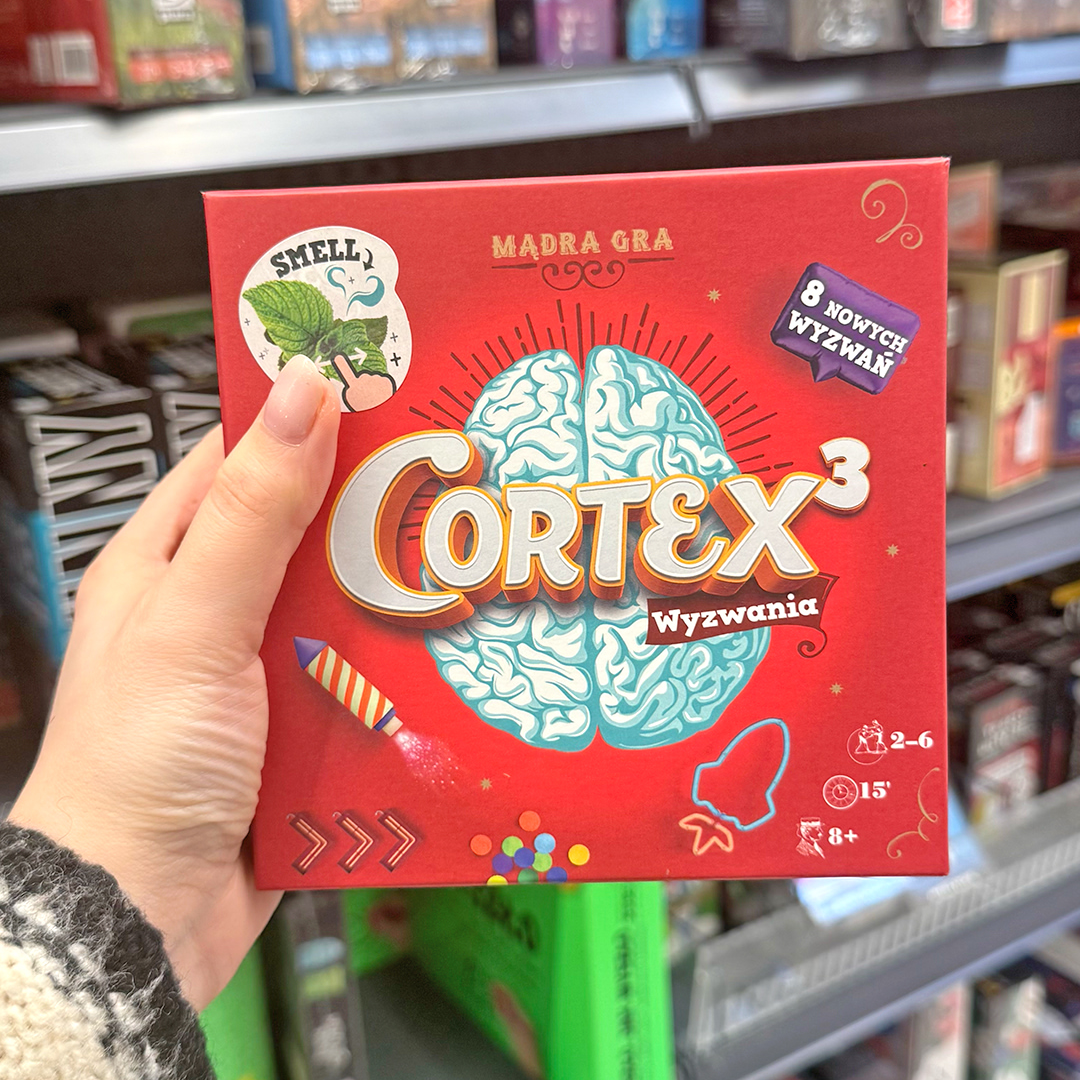 SMELL
MĄDRA GRA
8 NOWYCH
WYZWAŃ
CORTEX³
Wyzwania
2-6
15'
8+